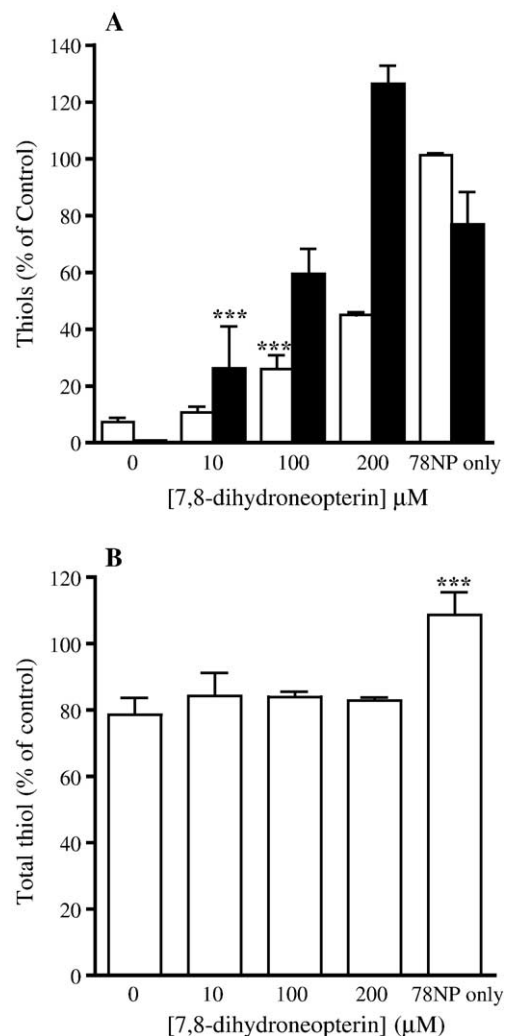 A
Thiols (% of Control)
140
120
100
80
60
40
20
0
***
***
0 10 100 200 78NP only
[7,8-dihydroneopterin] µM
B
Total thiol (% of control)
120
100
80
60
40
20
0
***
0 10 100 200 78NP only
[7,8-dihydroneopterin] (µM)